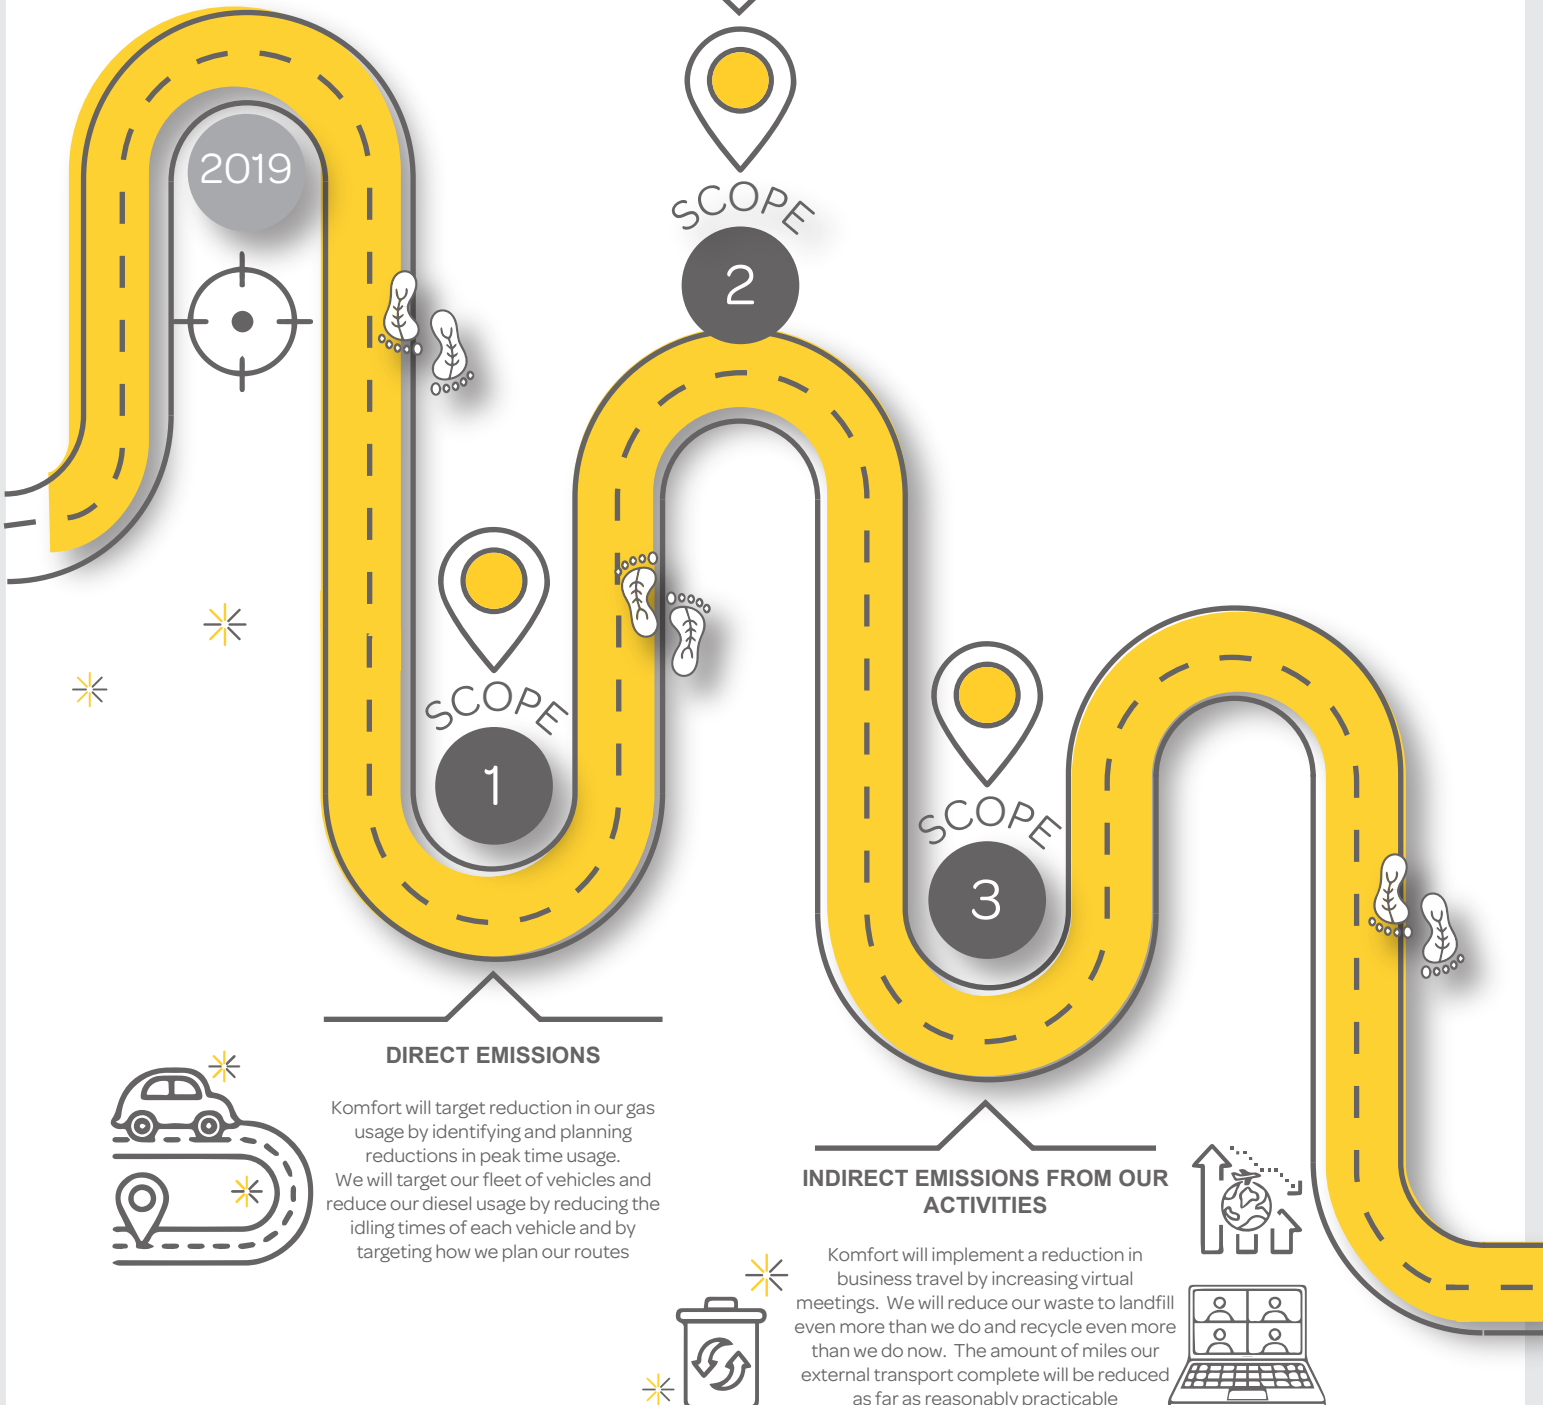 2019
SCOPE
2
SCOPE
1
SCOPE
3
DIRECT EMISSIONS
Komfort will target reduction in our gas
usage by identifying and planning
reductions in peak time usage.
We will target our fleet of vehicles and
reduce our diesel usage by reducing the
idling times of each vehicle and by
targeting how we plan our routes
INDIRECT EMISSIONS FROM OUR
ACTIVITIES
Komfort will implement a reduction in
business travel by increasing virtual
meetings. We will reduce our waste to landfill
even more than we do and recycle even more
than we do now. The amount of miles our
external transport complete will be reduced
as far as reasonably practicable